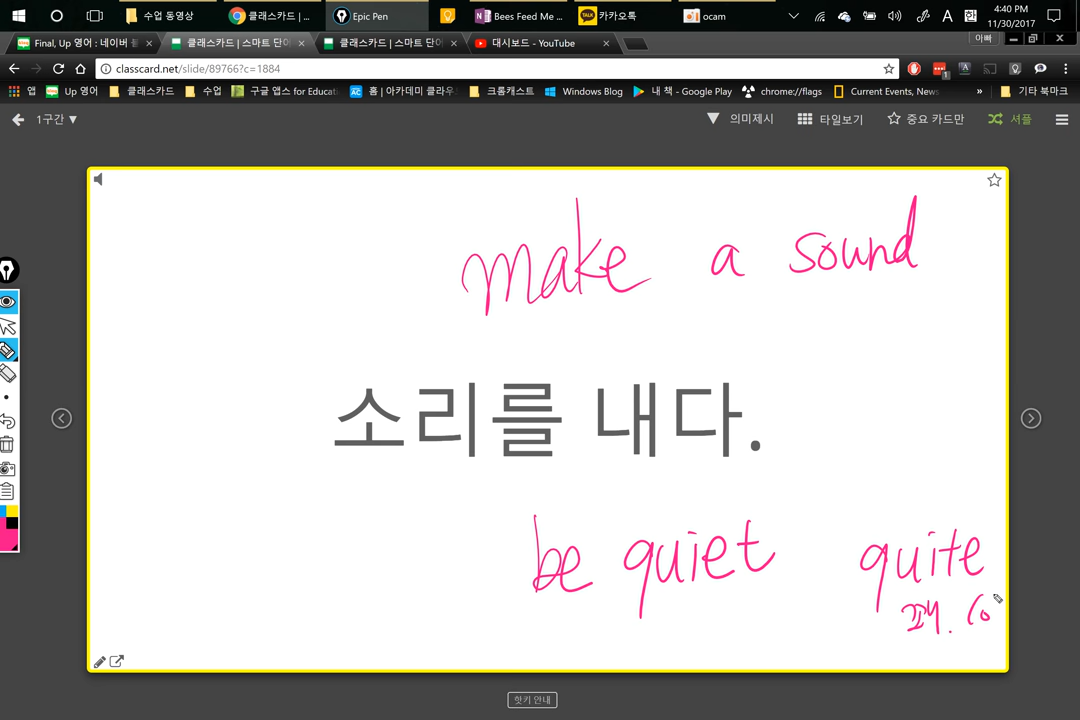 수업 동영상
클래스카드 | ...
Epic Pen
Bees Feed Me ...
카카오톡
ocam
A
한
4:40 PM
11/30/2017
Final, Up 영어 : 네이버 블
클래스카드 | 스마트 단어
클래스카드 | 스마트 단어
대시보드 - YouTube
아빠
classcard.net/slide/89766?c=1884
앱
Up 영어
클래스카드
수업
구글 앱스 for Educati
홈 | 아카데미 클라우
크롬캐스트
Windows Blog
내 책 - Google Play
chrome://flags
Current Events, News
»
기타 북마크
1구간 ▼
의미제시
타일보기
중요 카드만
셔플
make a sound
소리를 내다.
be quiet quite
꽤.
핫키 안내